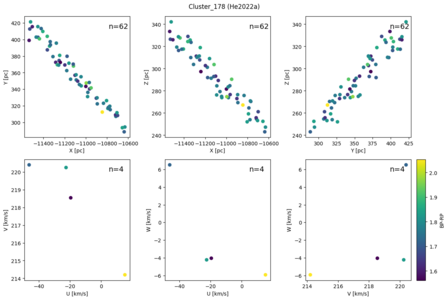 Cluster_178 (He2022a)
n=62
n=62
n=62
420
400
380
360
340
320
300
Y [pc]
340
320
300
280
260
240
Z [pc]
340
320
300
280
260
240
Z [pc]
−11400 −11200 −11000 −10800 −10600
X [pc]
−11400 −11200 −11000 −10800 −10600
X [pc]
300 325 350 375 400 425
Y [pc]
n=4
n=4
n=4
221
220
219
218
217
216
215
214
V [km/s]
6
4
2
0
−2
−4
−6
W [km/s]
6
4
2
0
−2
−4
−6
W [km/s]
−40 −20 0
U [km/s]
−40 −20 0
U [km/s]
214 216 218 220
V [km/s]
2.0
1.9
1.8
1.7
1.6
BP-RP